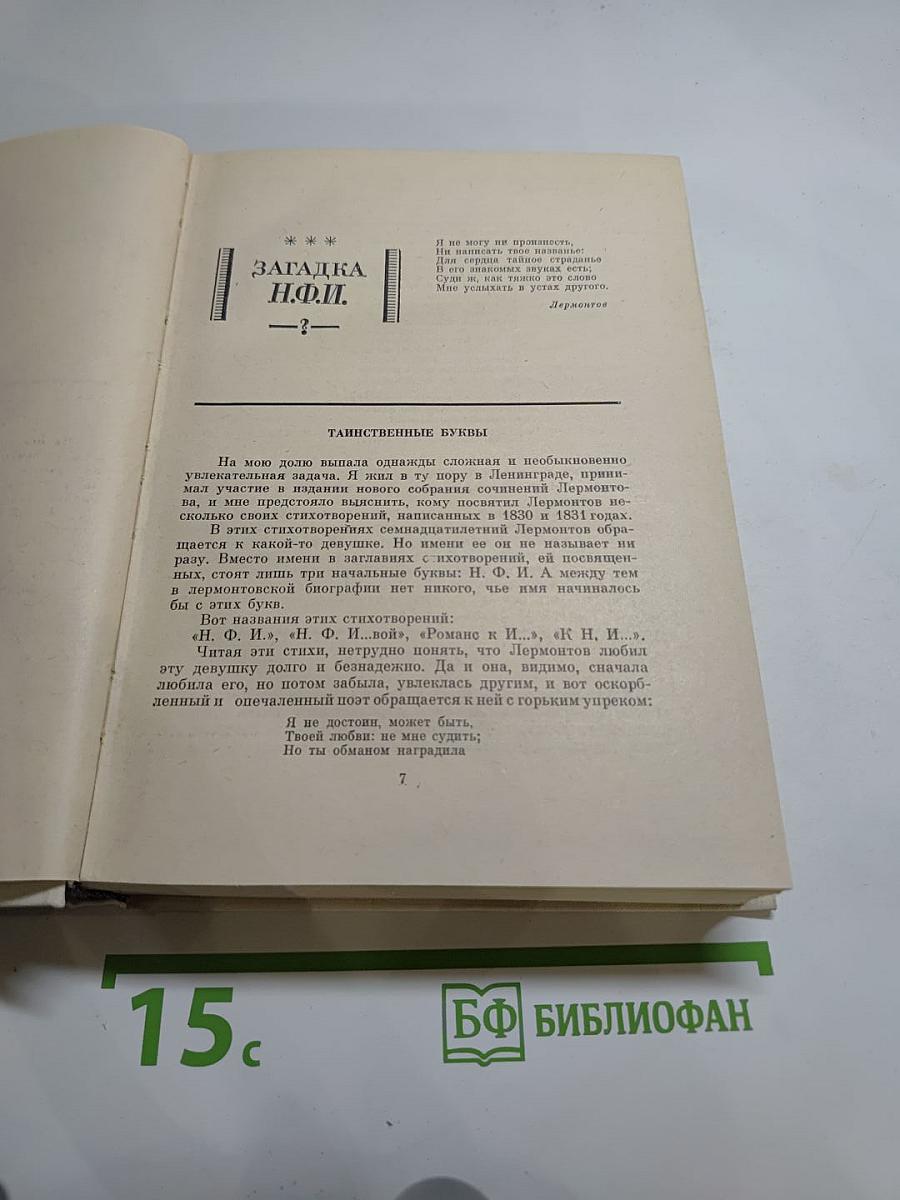 * * *
ЗАГАДКА
Н.Ф.И.
—?—
Я не могу ни произнесть,
Ни написать твое названье:
Для сердца тайное страданье
В его знакомых звуках есть;
Суди ж, как тяжко это слово
Мне услыхать в устах другого.
Лермонтов
ТАИНСТВЕННЫЕ БУКВЫ
На мою долю выпала однажды сложная и необыкновенно
увлекательная задача. Я жил в ту пору в Ленинграде, прини-
мал участие в издании нового собрания сочинений Лермонто-
ва, и мне предстояло выяснить, кому посвятил Лермонтов не-
сколько своих стихотворений, написанных в 1830 и 1831 годах.
В этих стихотворениях семнадцатилетний Лермонтов обра-
щается к какой-то девушке. Но имени ее он не называет ни
разу. Вместо имени в заглавиях стихотворений, ей посвящен-
ных, стоят лишь три начальные буквы: Н. Ф. И. А между тем
в лермонтовской биографии нет никого, чье имя начиналось
бы с этих букв.
Вот названия этих стихотворений:
«Н. Ф. И.», «Н. Ф. И...вой», «Романс к И...», «К Н. И...».
Читая эти стихи, нетрудно понять, что Лермонтов любил
эту девушку долго и безнадежно. Да и она, видимо, сначала
любила его, но потом забыла, увлеклась другим, и вот оскорб-
ленный и опечаленный поэт обращается к ней с горьким упреком:
Я не достоин, может быть,
Твоей любви: не мне судить;
Но ты обманом наградила
7
15 с
БФ БИБЛИОФАН